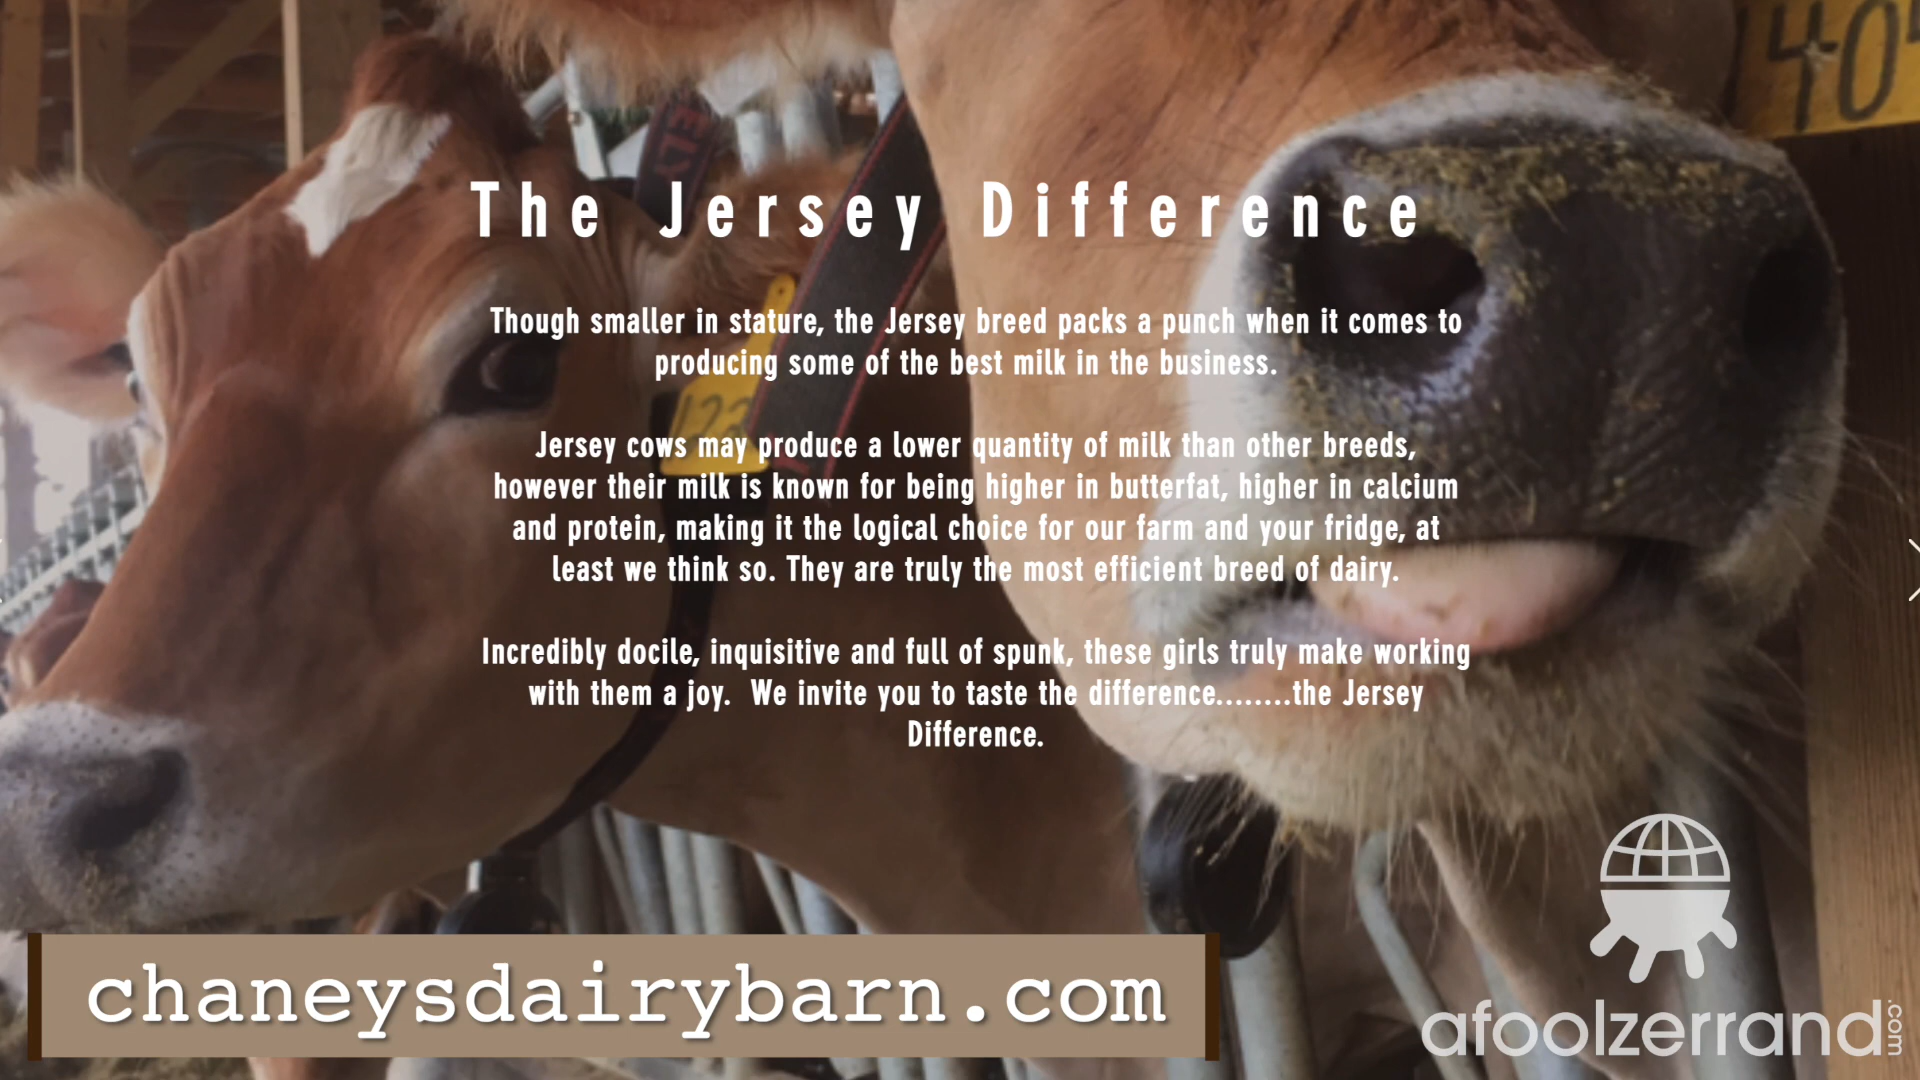 40
ELY
The Jersey Difference
Though smaller in stature, the Jersey breed packs a punch when it comes to
producing some of the best milk in the business.
122
Jersey cows may produce a lower quantity of milk than other breeds,
however their milk is known for being higher in butterfat, higher in calcium
and protein, making it the logical choice for our farm and your fridge, at
least we think so. They are truly the most efficient breed of dairy.
Incredibly docile, inquisitive and full of spunk, these girls truly make working
with them a joy.  We invite you to taste the difference........the Jersey
Difference.
chaneysdairybarn.com
afoolzerrand.com